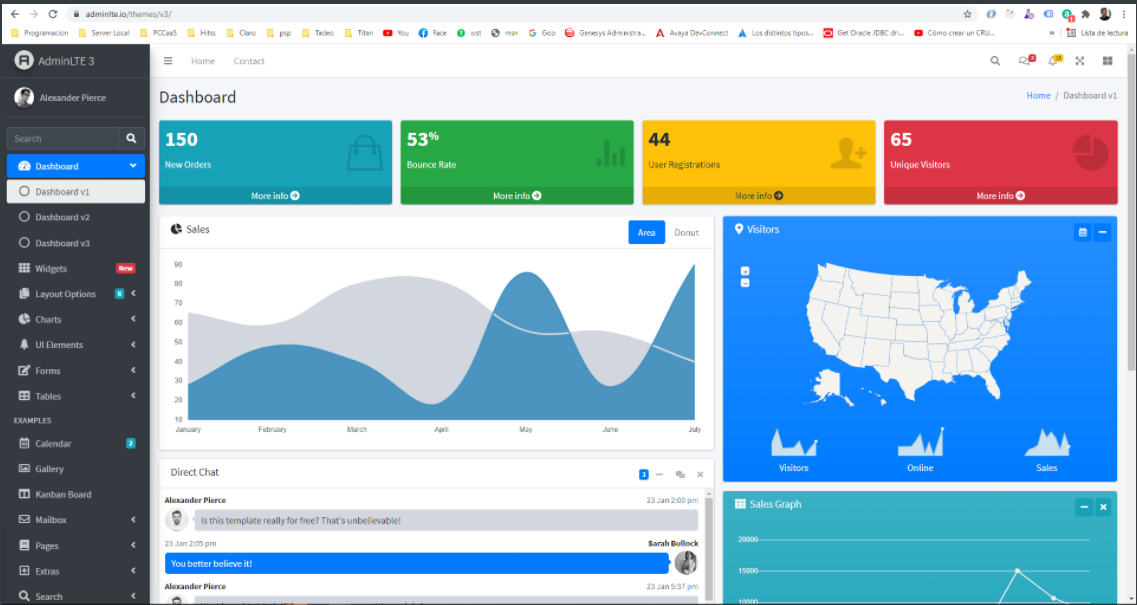 adminlte.io/themes/v3/
Programacion Server Local PCCaaS Hitss Claro psp Tadeo Titan You Face wst msn Goo Genesys Administra... Avaya DevConnect Los distintos tipos... Get Oracle JDBC dri... Cómo crear un CRU... » Lista de lectura
AdminLTE 3
Home Contact
Alexander Pierce
Dashboard
Home / Dashboard v1
Search
Dashboard
Dashboard v1
Dashboard v2
Dashboard v3
Widgets New
Layout Options 6
Charts
UI Elements
Forms
Tables
EXAMPLES
Calendar 2
Gallery
Kanban Board
Mailbox
Pages
Extras
Search
150
New Orders
More info
53%
Bounce Rate
More info
44
User Registrations
More info
65
Unique Visitors
More info
Sales
Area Donut
90
80
70
60
50
40
30
20
10
January February March April May June July
Visitors
+
−
Visitors Online Sales
Direct Chat
3
Alexander Pierce 23 Jan 2:00 pm
Is this template really for free? That's unbelievable!
23 Jan 2:05 pm Sarah Bullock
You better believe it!
Alexander Pierce 23 Jan 5:37 pm
Sales Graph
20000
15000
10000